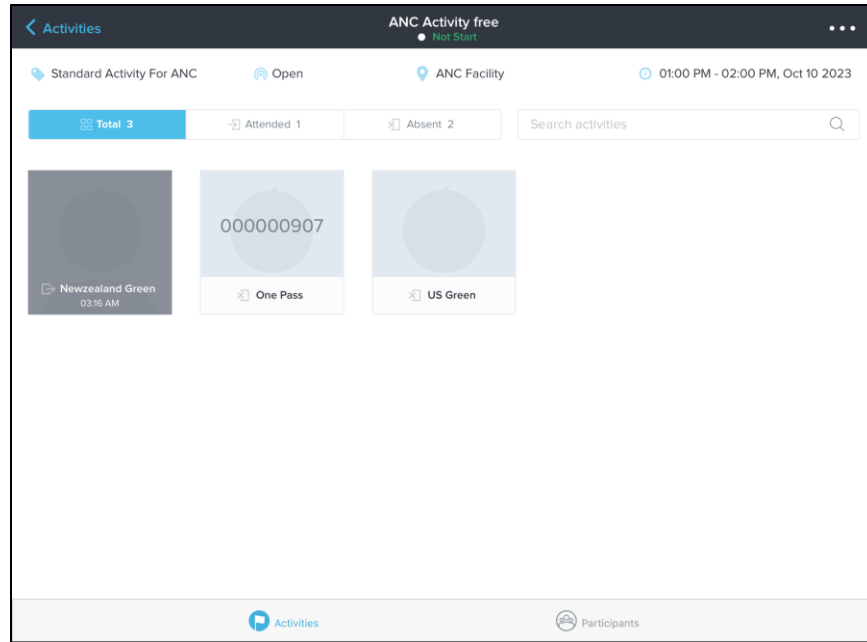 Activities
ANC Activity free
Not Start
Standard Activity For ANC
Open
ANC Facility
01:00 PM - 02:00 PM, Oct 10 2023
Total 3
Attended 1
Absent 2
Search activities
000000907
Newzealand Green
03:16 AM
One Pass
US Green
Activities
Participants